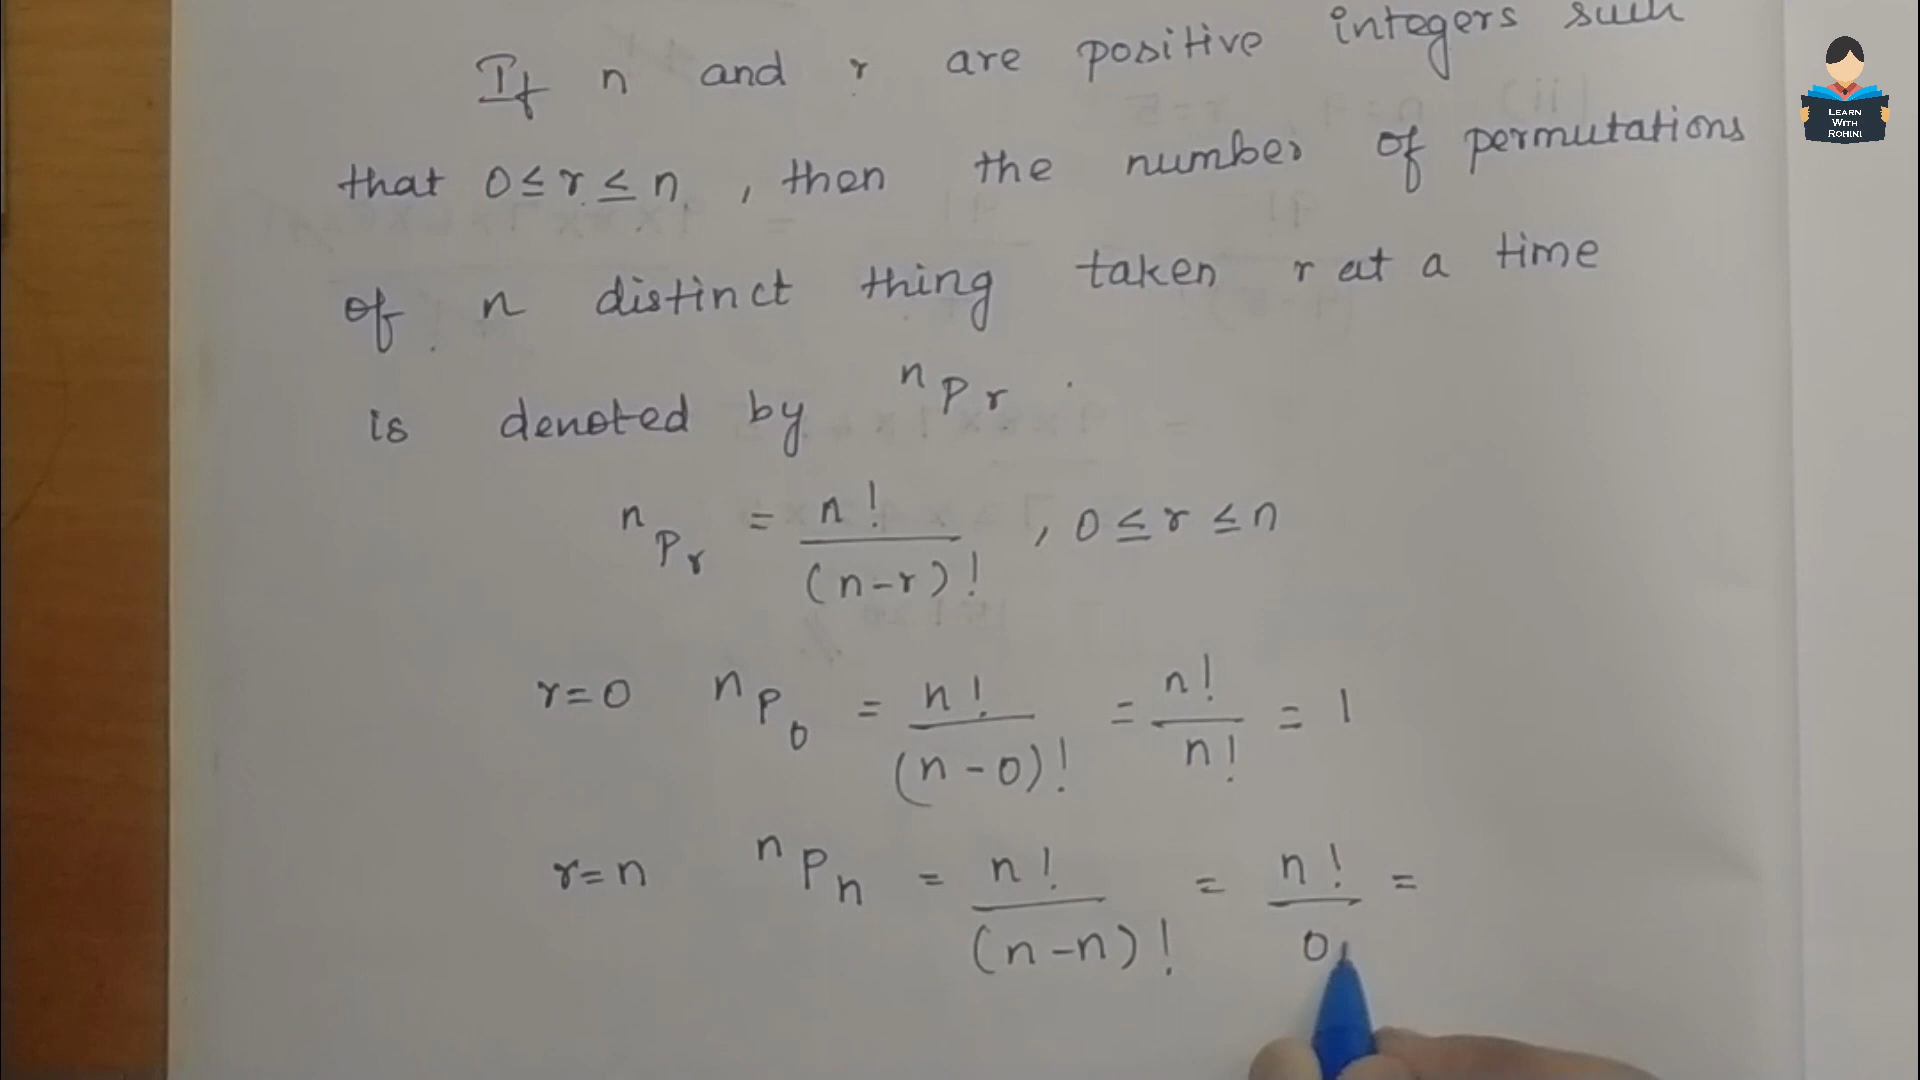 If n and r are positive integers such
that 0 ≤ r ≤ n , then the number of permutations
of n distinct thing taken r at a time
is denoted by ⁿPr .
ⁿPr = n! / (n-r)! , 0 ≤ r ≤ n
r=0 ⁿP₀ = n! / (n-0)! = n! / n! = 1
r=n ⁿPn = n! / (n-n)! = n! / 0! =
LEARN
WITH
ROHINI